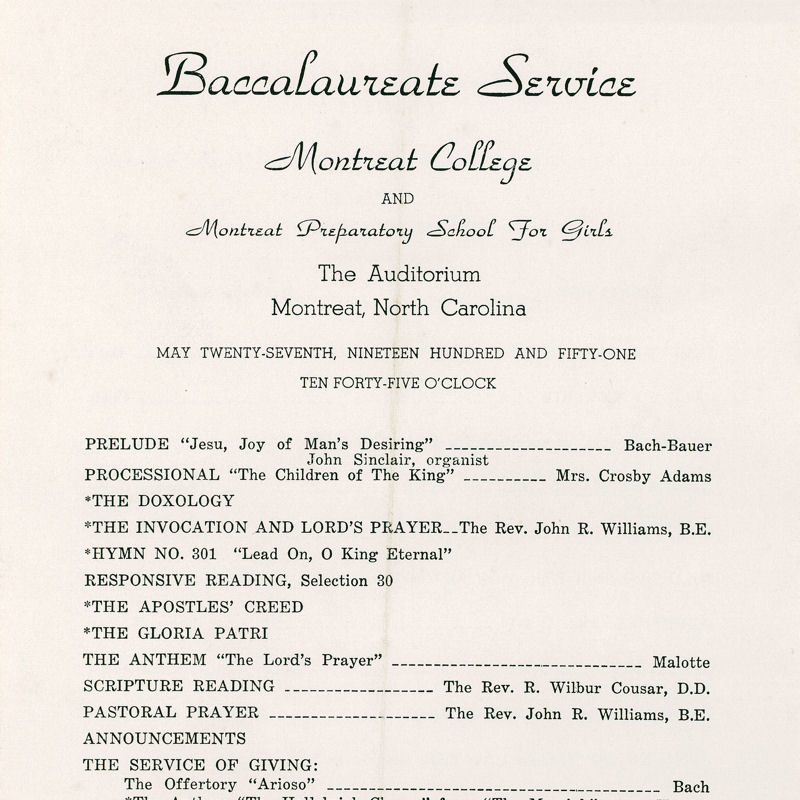 Baccalaureate Service
Montreat College
AND
Montreat Preparatory School For Girls
The Auditorium
Montreat, North Carolina
MAY TWENTY-SEVENTH, NINETEEN HUNDRED AND FIFTY-ONE
TEN FORTY-FIVE O'CLOCK
PRELUDE "Jesu, Joy of Man's Desiring" ------------------- Bach-Bauer
John Sinclair, organist
PROCESSIONAL "The Children of The King" ---------- Mrs. Crosby Adams
*THE DOXOLOGY
*THE INVOCATION AND LORD'S PRAYER--The Rev. John R. Williams, B.E.
*HYMN NO. 301 "Lead On, O King Eternal"
RESPONSIVE READING, Selection 30
*THE APOSTLES' CREED
*THE GLORIA PATRI
THE ANTHEM "The Lord's Prayer" ----------------------------- Malotte
SCRIPTURE READING ----------------- The Rev. R. Wilbur Cousar, D.D.
PASTORAL PRAYER ------------------- The Rev. John R. Williams, B.E.
ANNOUNCEMENTS
THE SERVICE OF GIVING:
The Offertory "Arioso" ---------------------------------------- Bach